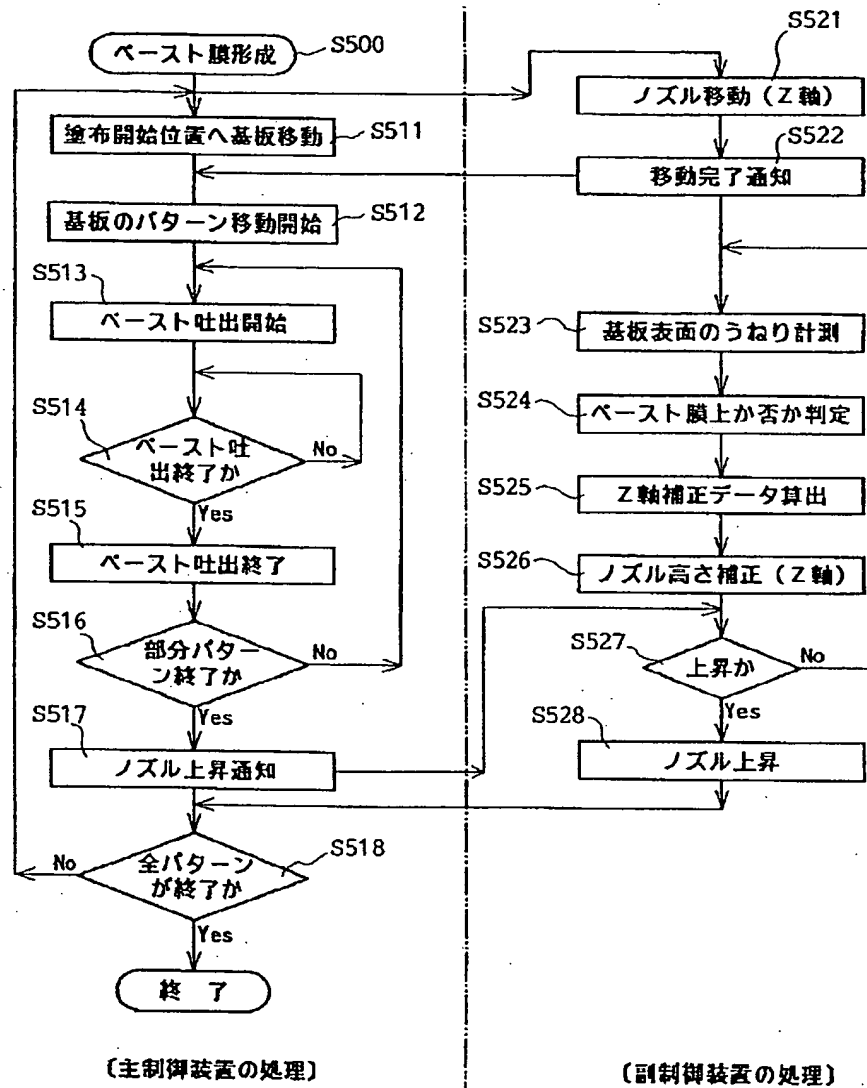 ペースト膜形成
S500
塗布開始位置へ基板移動
S511
基板のパターン移動開始
S512
S513
ペースト吐出開始
S514
ペースト吐
出終了か
No
Yes
S515
ペースト吐出終了
S516
部分パター
ン終了か
No
Yes
S517
ノズル上昇通知
S518
全パターン
が終了か
No
Yes
終 了
〔主制御装置の処理〕
S521
ノズル移動(Z軸)
S522
移動完了通知
S523
基板表面のうねり計測
S524
ペースト膜上か否か判定
S525
Z軸補正データ算出
S526
ノズル高さ補正(Z軸)
S527
上昇か
No
Yes
S528
ノズル上昇
〔副制御装置の処理〕